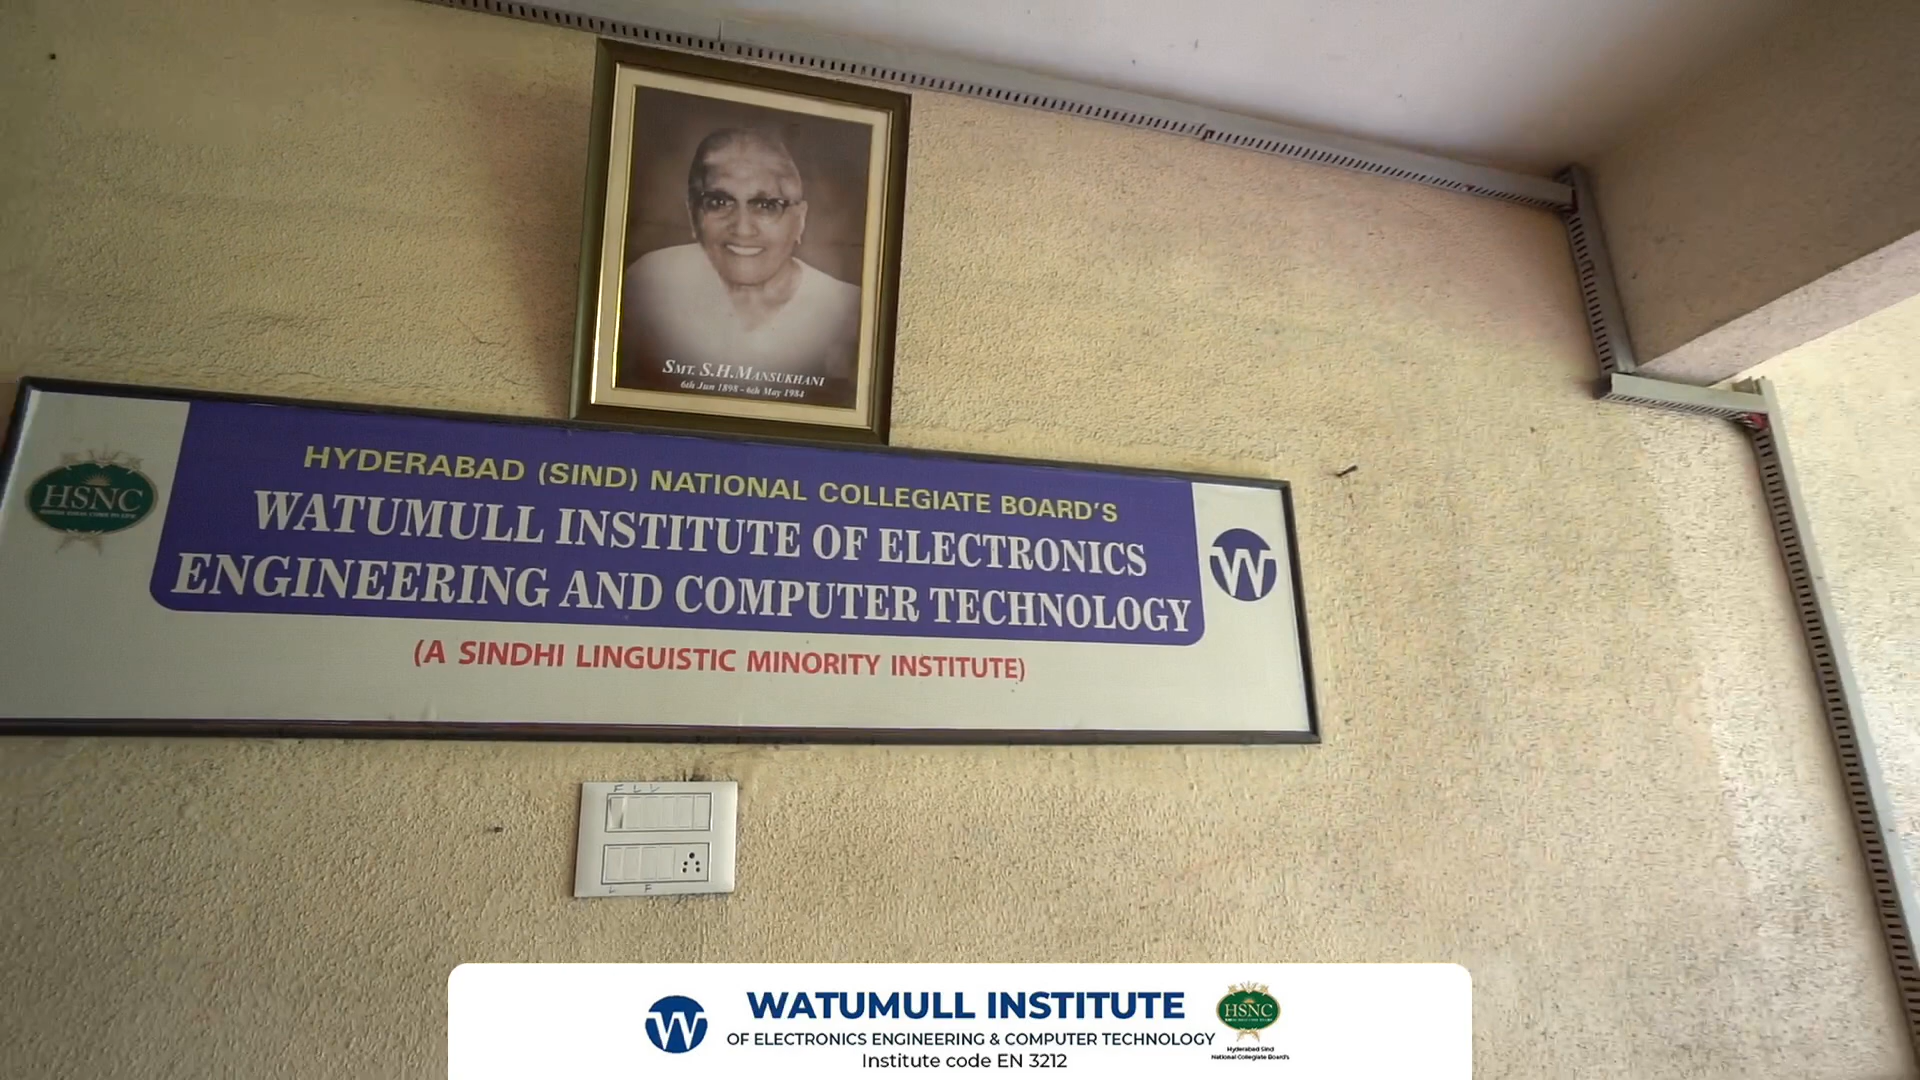 SMT. S.H.MANSUKHANI
6th Jun 1898 - 6th May 1984
HSNC
HYDERABAD (SIND) NATIONAL COLLEGIATE BOARD'S
WATUMULL INSTITUTE OF ELECTRONICS
ENGINEERING AND COMPUTER TECHNOLOGY
W
(A SINDHI LINGUISTIC MINORITY INSTITUTE)
F L L
L F
W
WATUMULL INSTITUTE
OF ELECTRONICS ENGINEERING & COMPUTER TECHNOLOGY
Institute code EN 3212
HSNC
Hyderabad Sind
National Collegiate Board's